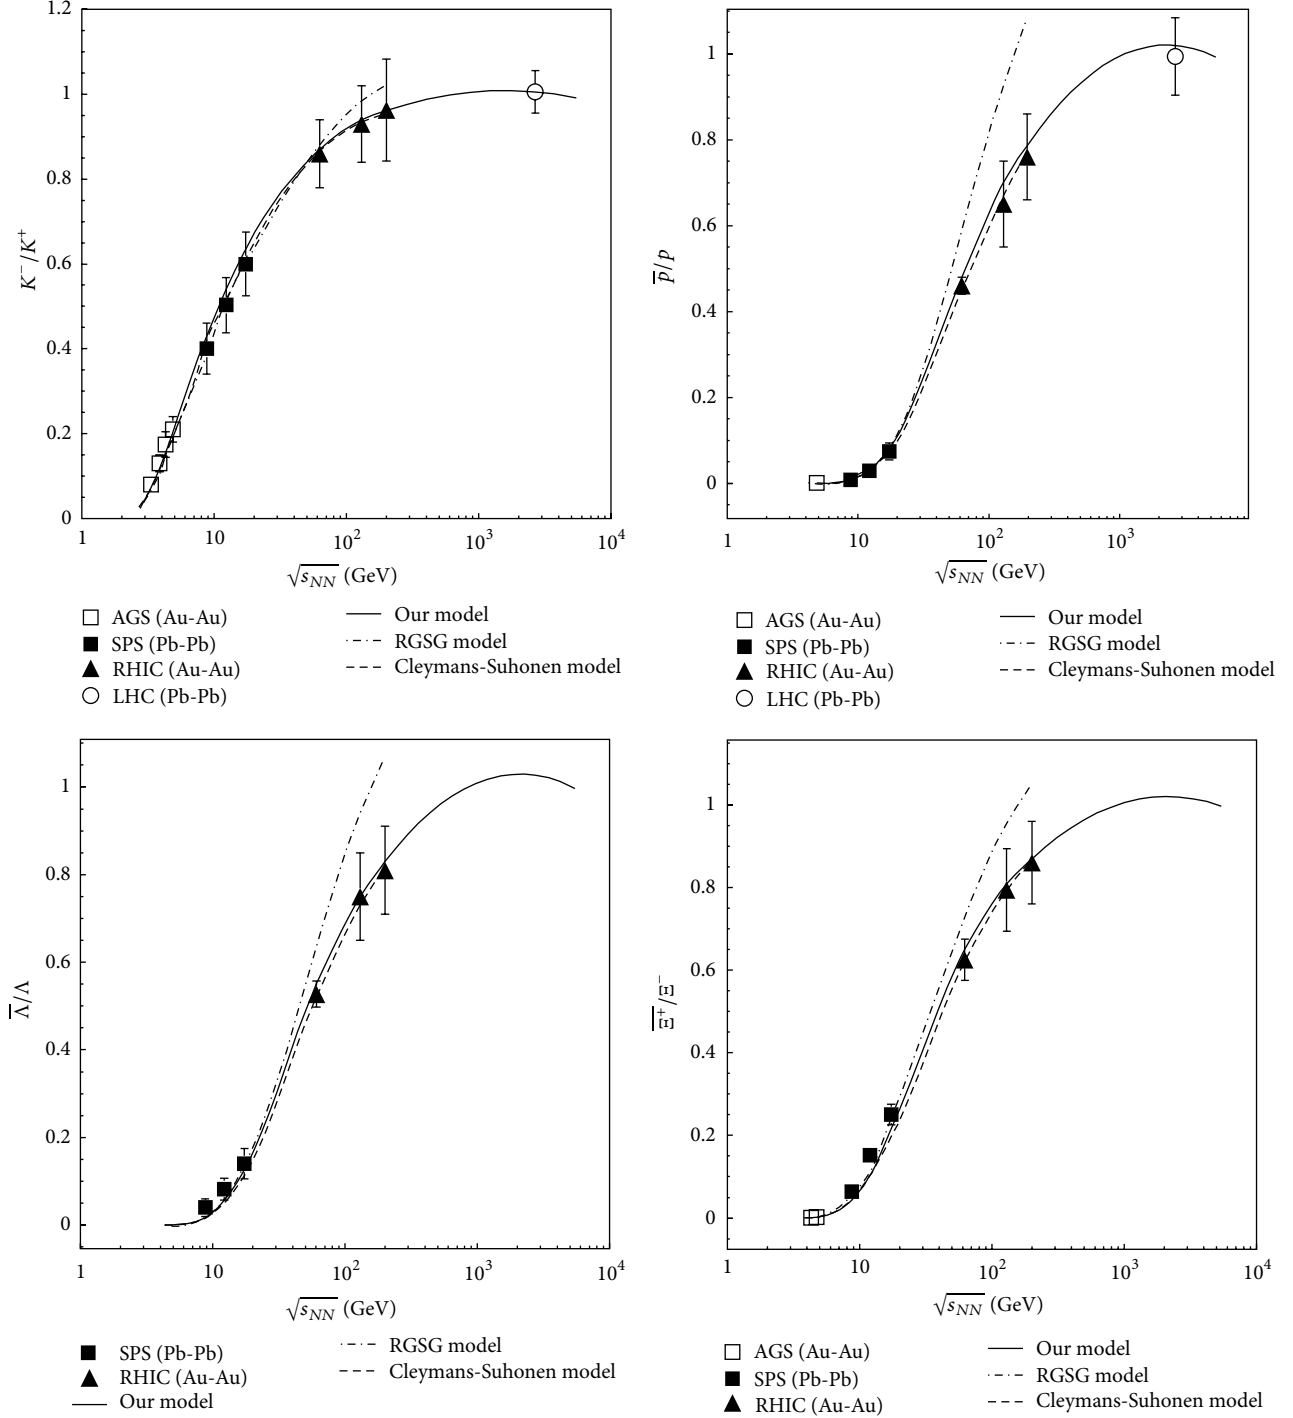 1.2
1
0.8
0.6
0.4
0.2
0
K⁻/K⁺
1 10 10² 10³ 10⁴
√s_NN (GeV)
AGS (Au-Au)
SPS (Pb-Pb)
RHIC (Au-Au)
LHC (Pb-Pb)
Our model
RGSG model
Cleymans-Suhonen model
1
0.8
0.6
0.4
0.2
0
p̅/p
1 10 10² 10³
√s_NN (GeV)
AGS (Au-Au)
SPS (Pb-Pb)
RHIC (Au-Au)
LHC (Pb-Pb)
Our model
RGSG model
Cleymans-Suhonen model
1
0.8
0.6
0.4
0.2
0
Λ̅/Λ
1 10 10² 10³ 10⁴
√s_NN (GeV)
SPS (Pb-Pb)
RHIC (Au-Au)
Our model
RGSG model
Cleymans-Suhonen model
1
0.8
0.6
0.4
0.2
0
Ξ̅⁺/Ξ⁻
1 10 10² 10³ 10⁴
√s_NN (GeV)
AGS (Au-Au)
SPS (Pb-Pb)
RHIC (Au-Au)
Our model
RGSG model
Cleymans-Suhonen model